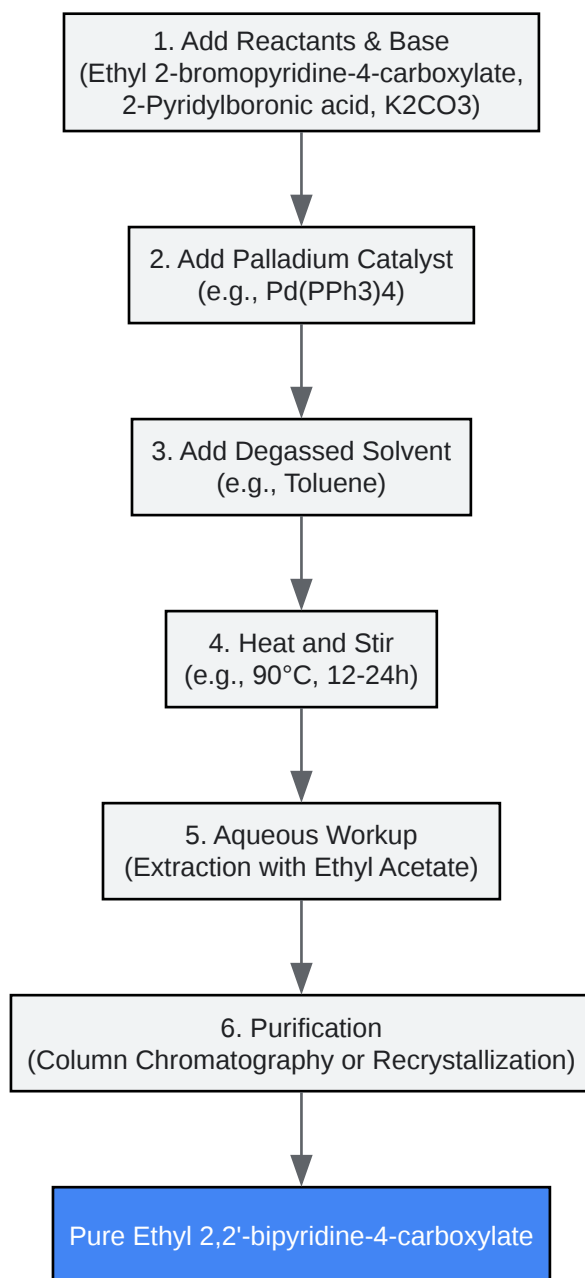 1. Add Reactants & Base
(Ethyl 2-bromopyridine-4-carboxylate,
2-Pyridylboronic acid, K2CO3)
2. Add Palladium Catalyst
(e.g., Pd(PPh3)4)
3. Add Degassed Solvent
(e.g., Toluene)
4. Heat and Stir
(e.g., 90°C, 12-24h)
5. Aqueous Workup
(Extraction with Ethyl Acetate)
6. Purification
(Column Chromatography or Recrystallization)
Pure Ethyl 2,2'-bipyridine-4-carboxylate